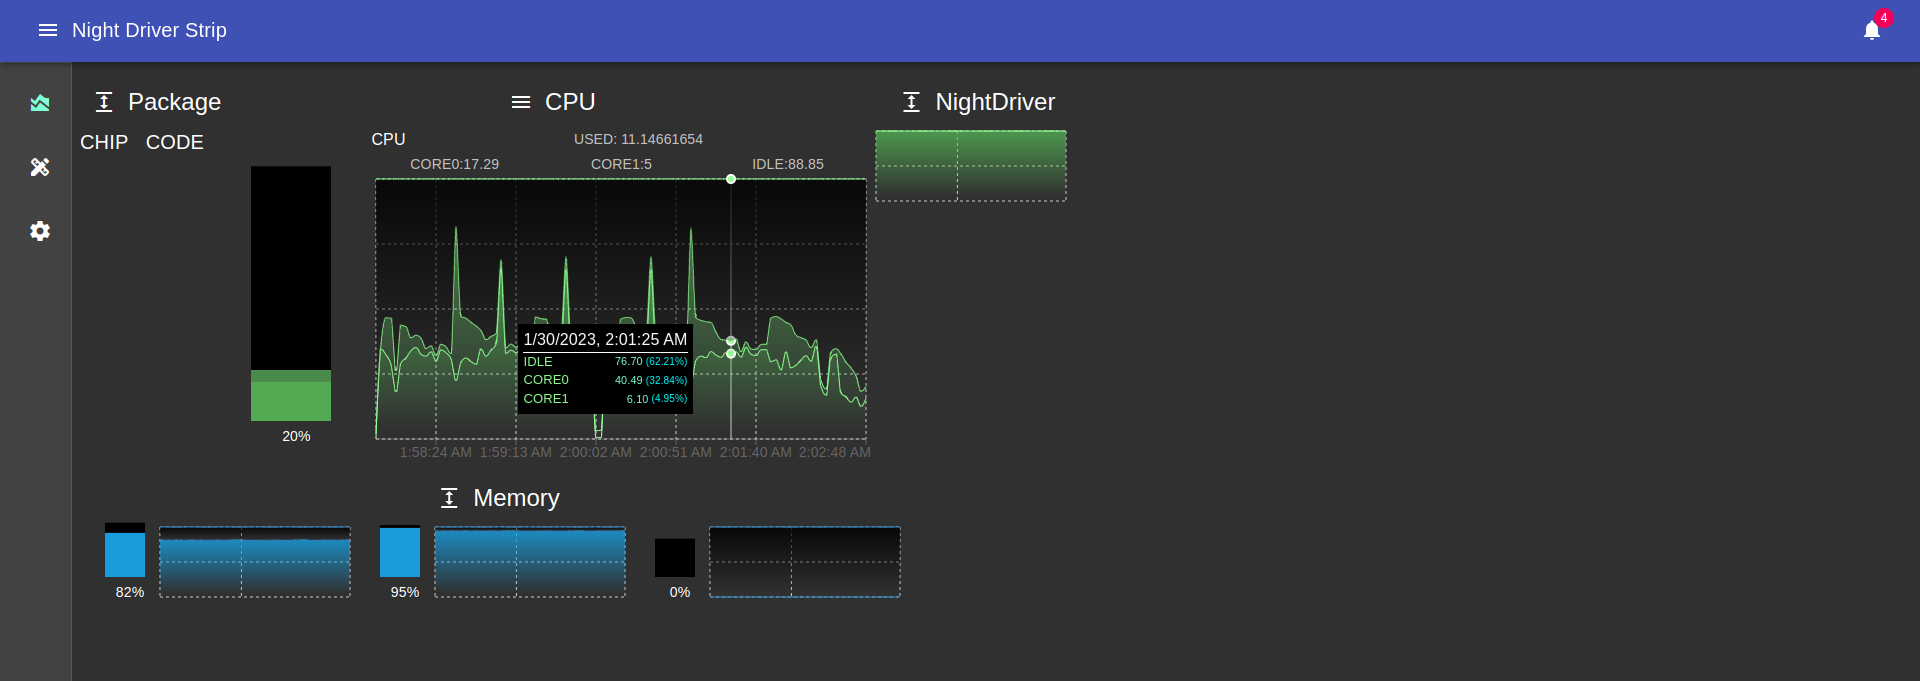 Night Driver Strip
4
Package
CPU
NightDriver
CHIP CODE
CPU
USED: 11.14661654
CORE0:17.29 CORE1:5 IDLE:88.85
1/30/2023, 2:01:25 AM
IDLE 76.70 (62.21%)
CORE0 40.49 (32.84%)
CORE1 6.10 (4.95%)
20%
1:58:24 AM 1:59:13 AM 2:00:02 AM 2:00:51 AM 2:01:40 AM 2:02:48 AM
Memory
82%
95%
0%